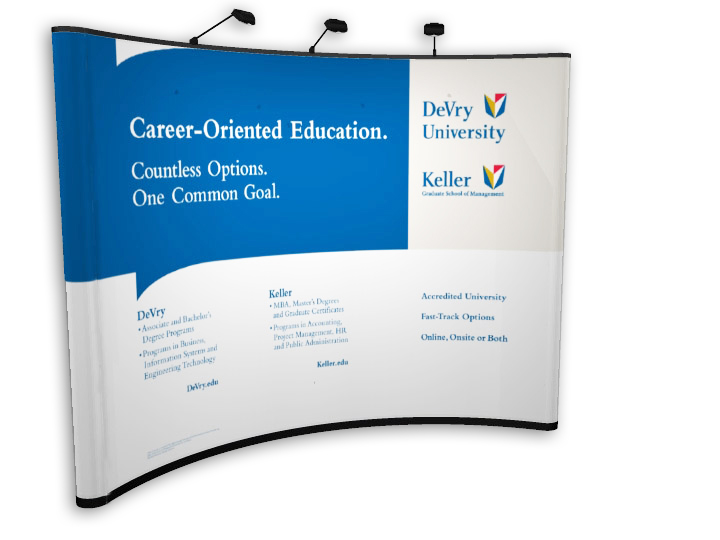 Career-Oriented Education.
Countless Options.
One Common Goal.
DeVry
University
Keller
Graduate School of Management
DeVry
• Associate and Bachelor's
Degree Programs
• Programs in Business,
Information Systems and
Engineering Technology
DeVry.edu
Keller
• MBA, Master's Degrees
and Graduate Certificates
• Programs in Accounting,
Project Management, HR
and Public Administration
Keller.edu
Accredited University
Fast-Track Options
Online, Onsite or Both